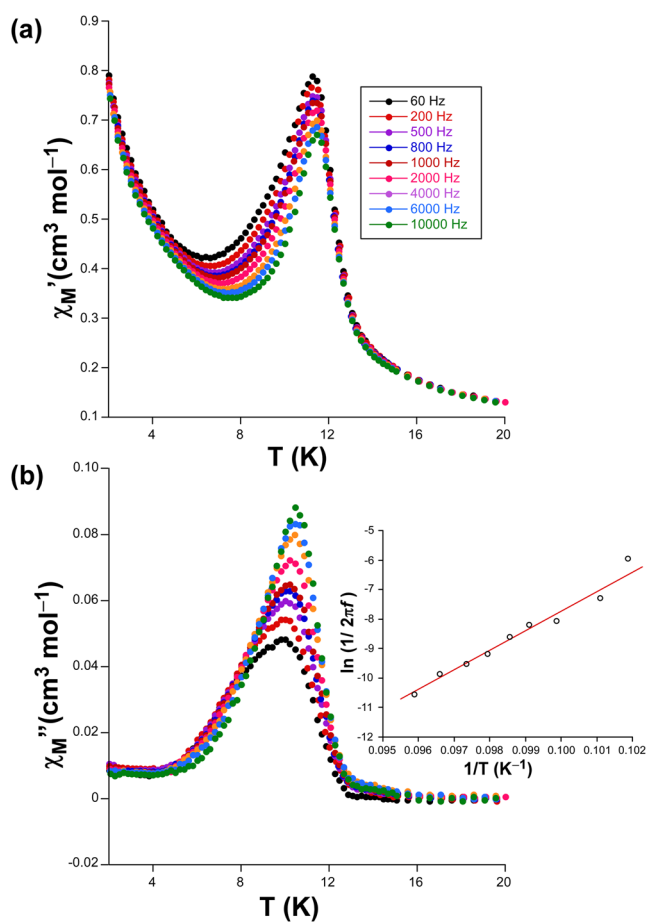 (a)
0.9
0.8
0.7
0.6
0.5
0.4
0.3
0.2
0.1
χM'(cm³ mol⁻¹)
60 Hz
200 Hz
500 Hz
800 Hz
1000 Hz
2000 Hz
4000 Hz
6000 Hz
10000 Hz
4 8 12 16 20
T (K)
(b)
0.10
0.08
0.06
0.04
0.02
0
-0.02
χM"(cm³ mol⁻¹)
4 8 12 16 20
T (K)
-5
-6
-7
-8
-9
-10
-11
-12
ln (1/ 2πf)
0.095 0.096 0.097 0.098 0.099 0.100 0.101 0.102
1/T (K⁻¹)